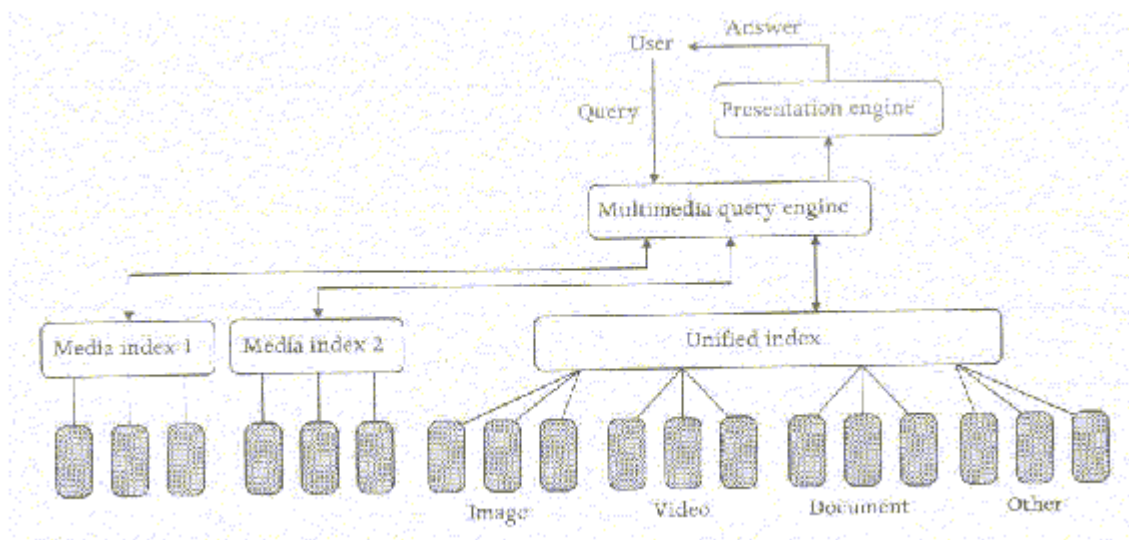 Answer
User
Query
Presentation engine
Multimedia query engine
Media index 1
Media index 2
Unified index
Image
Video
Document
Other